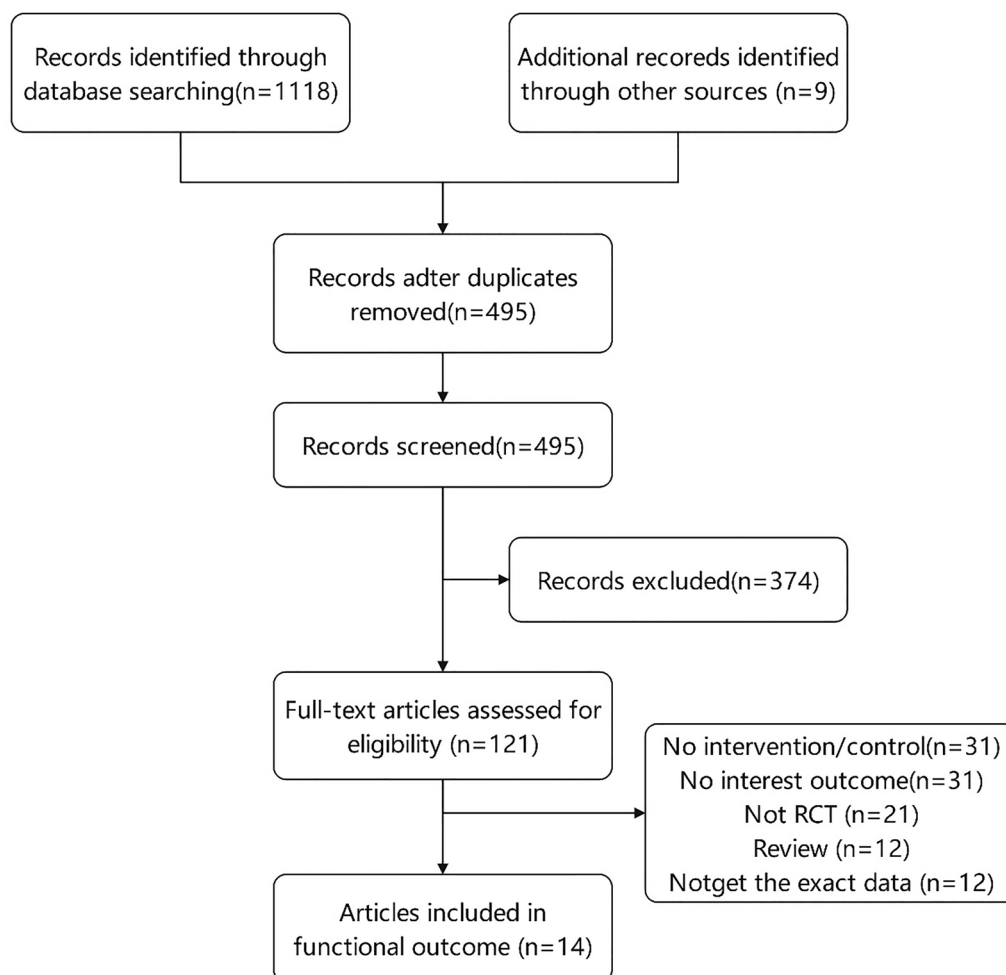 Records identified through
database searching(n=1118)
Additional recoreds identified
through other sources (n=9)
Records adter duplicates
removed(n=495)
Records screened(n=495)
Records excluded(n=374)
Full-text articles assessed for
eligibility (n=121)
No intervention/control(n=31)
No interest outcome(n=31)
Not RCT (n=21)
Review (n=12)
Notget the exact data (n=12)
Articles included in
functional outcome (n=14)